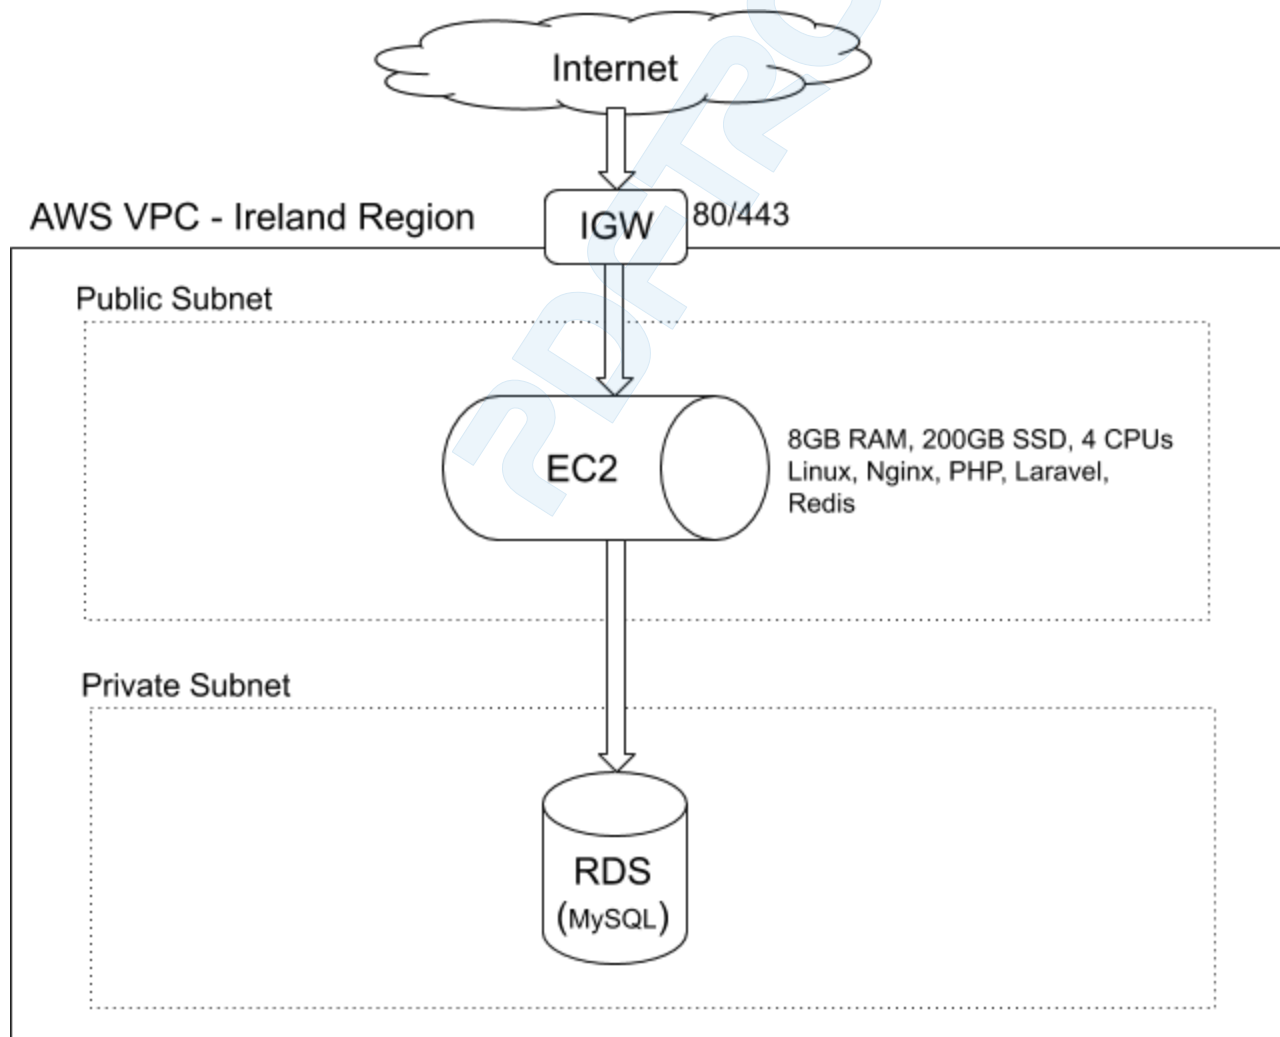 Internet
AWS VPC - Ireland Region
IGW
80/443
Public Subnet
EC2
8GB RAM, 200GB SSD, 4 CPUs
Linux, Nginx, PHP, Laravel,
Redis
Private Subnet
RDS
(MySQL)